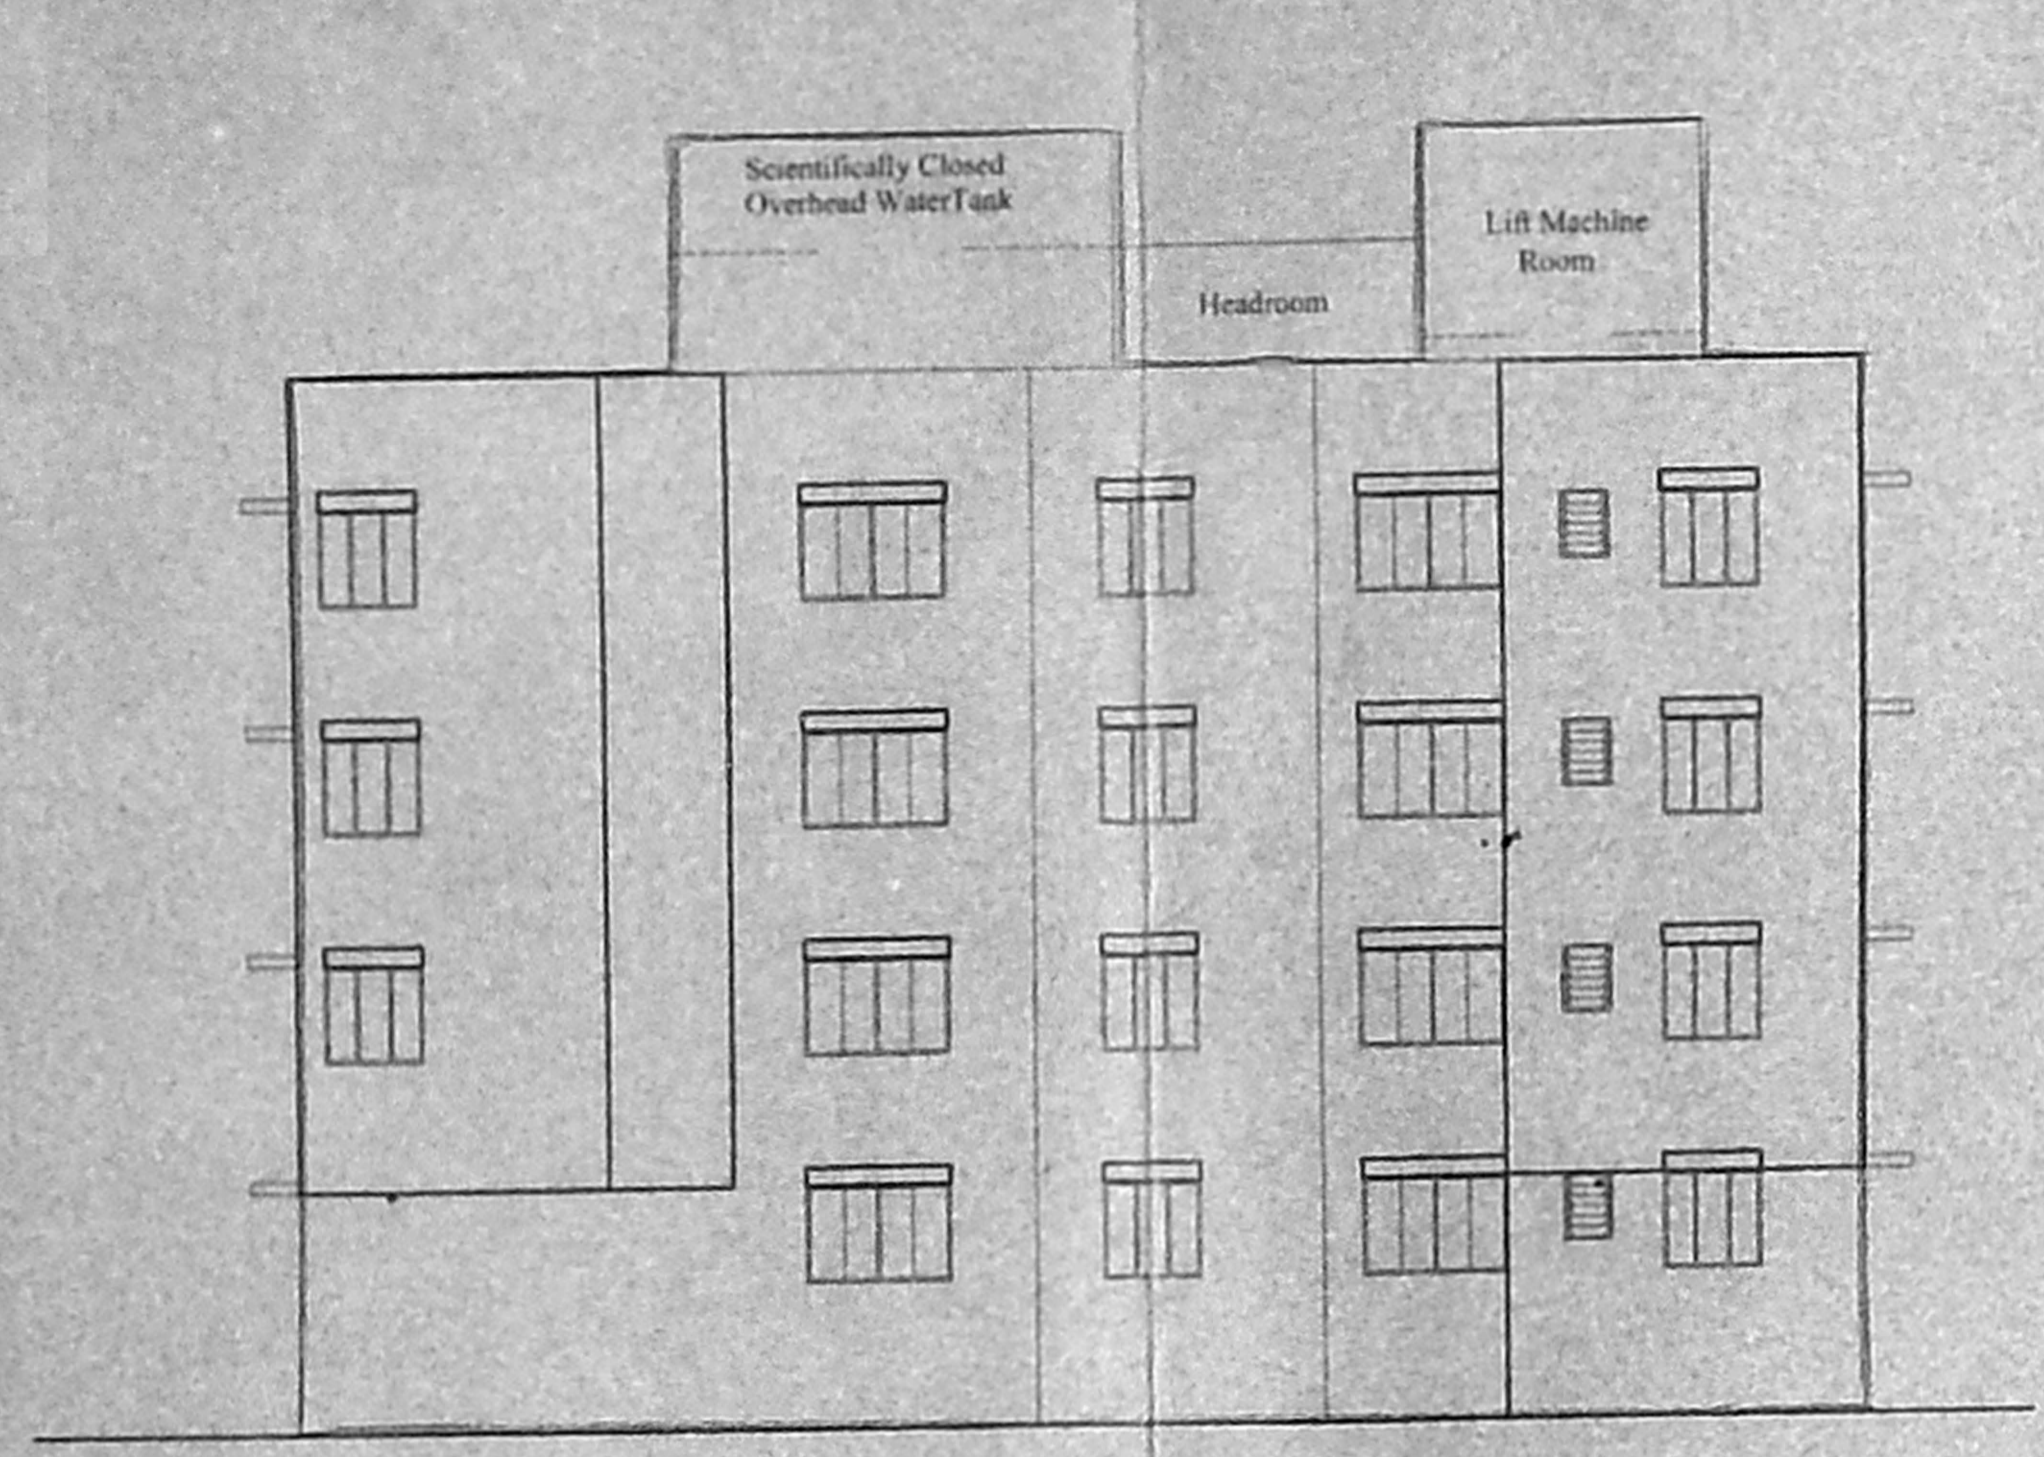 Scientifically Closed
Overhead WaterTank
Lift Machine
Room
Headroom